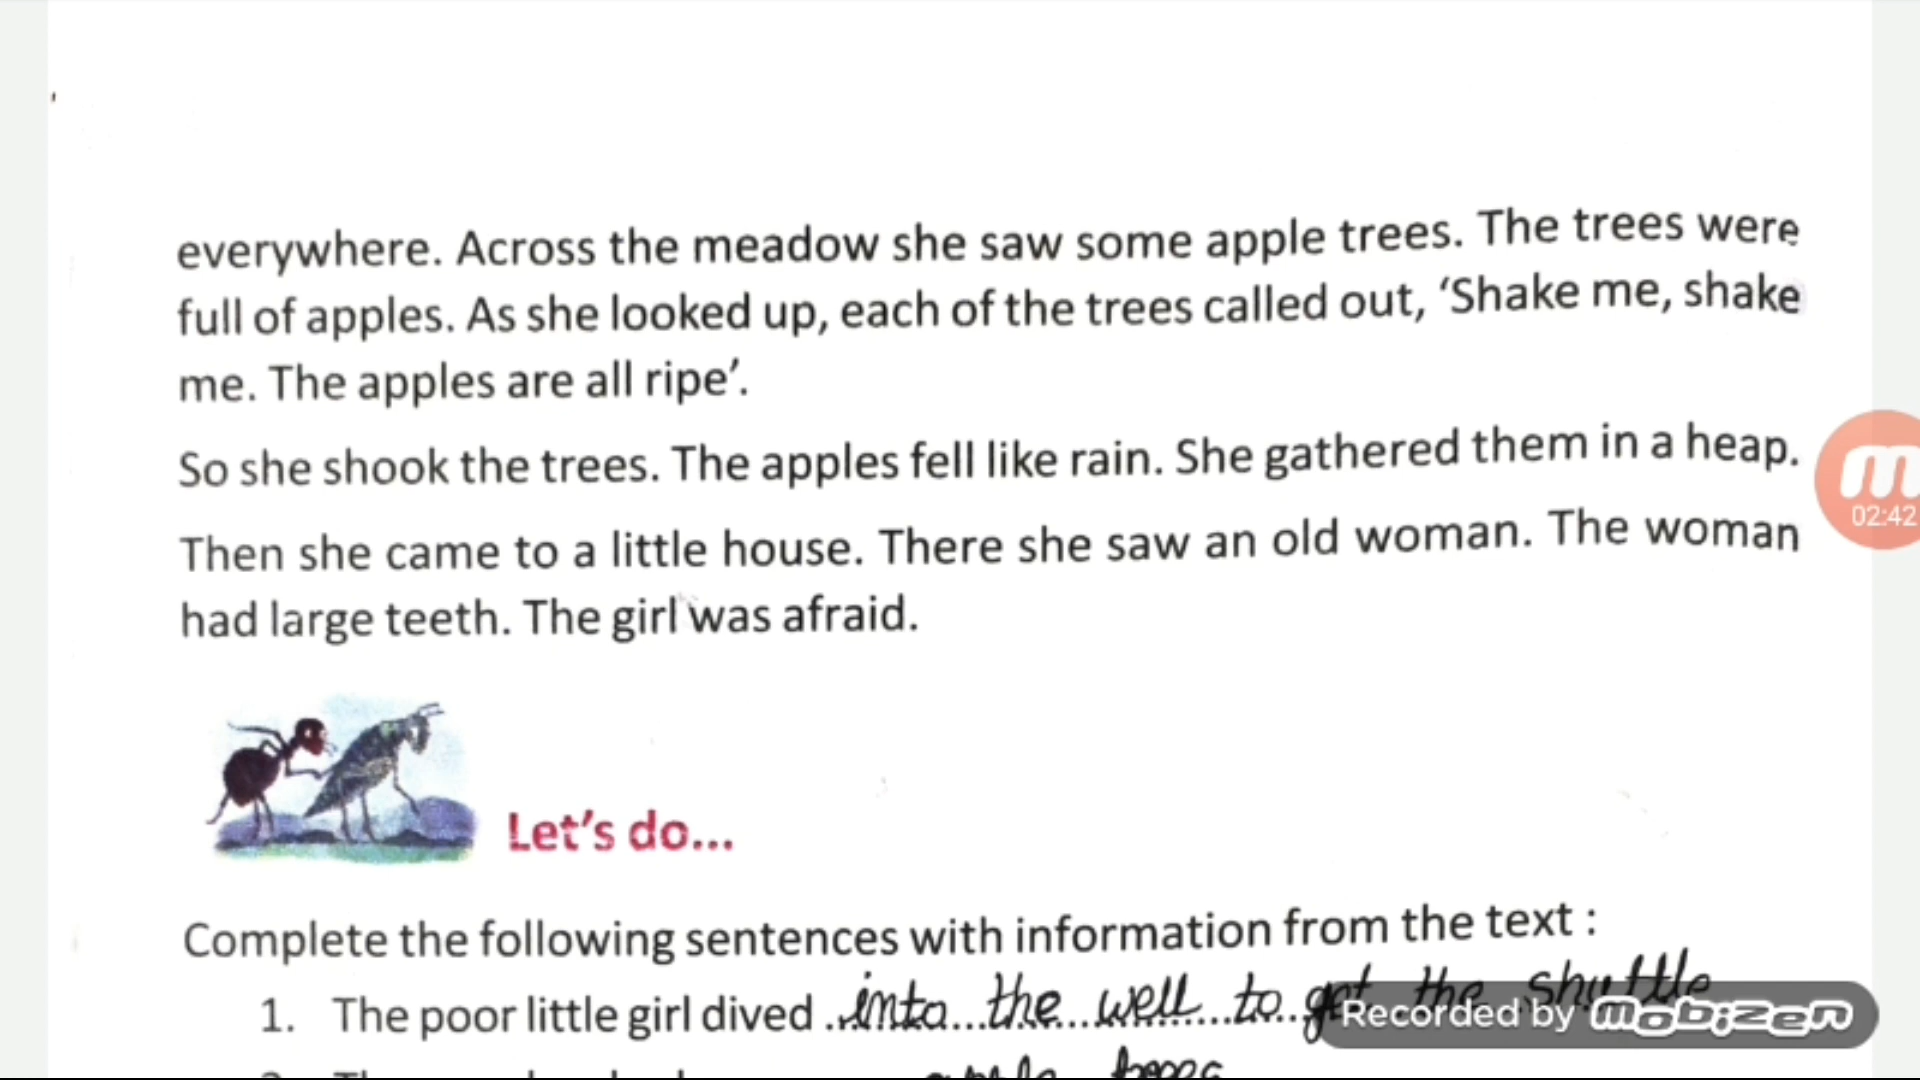 everywhere. Across the meadow she saw some apple trees. The trees were
full of apples. As she looked up, each of the trees called out, ‘Shake me, shake
me. The apples are all ripe’.
So she shook the trees. The apples fell like rain. She gathered them in a heap.
m
02:42
Then she came to a little house. There she saw an old woman. The woman
had large teeth. The girl was afraid.
Let's do...
Complete the following sentences with information from the text :
1. The poor little girl dived ...into...the...well...to...get the shuttle
Recorded by mobizen
trees